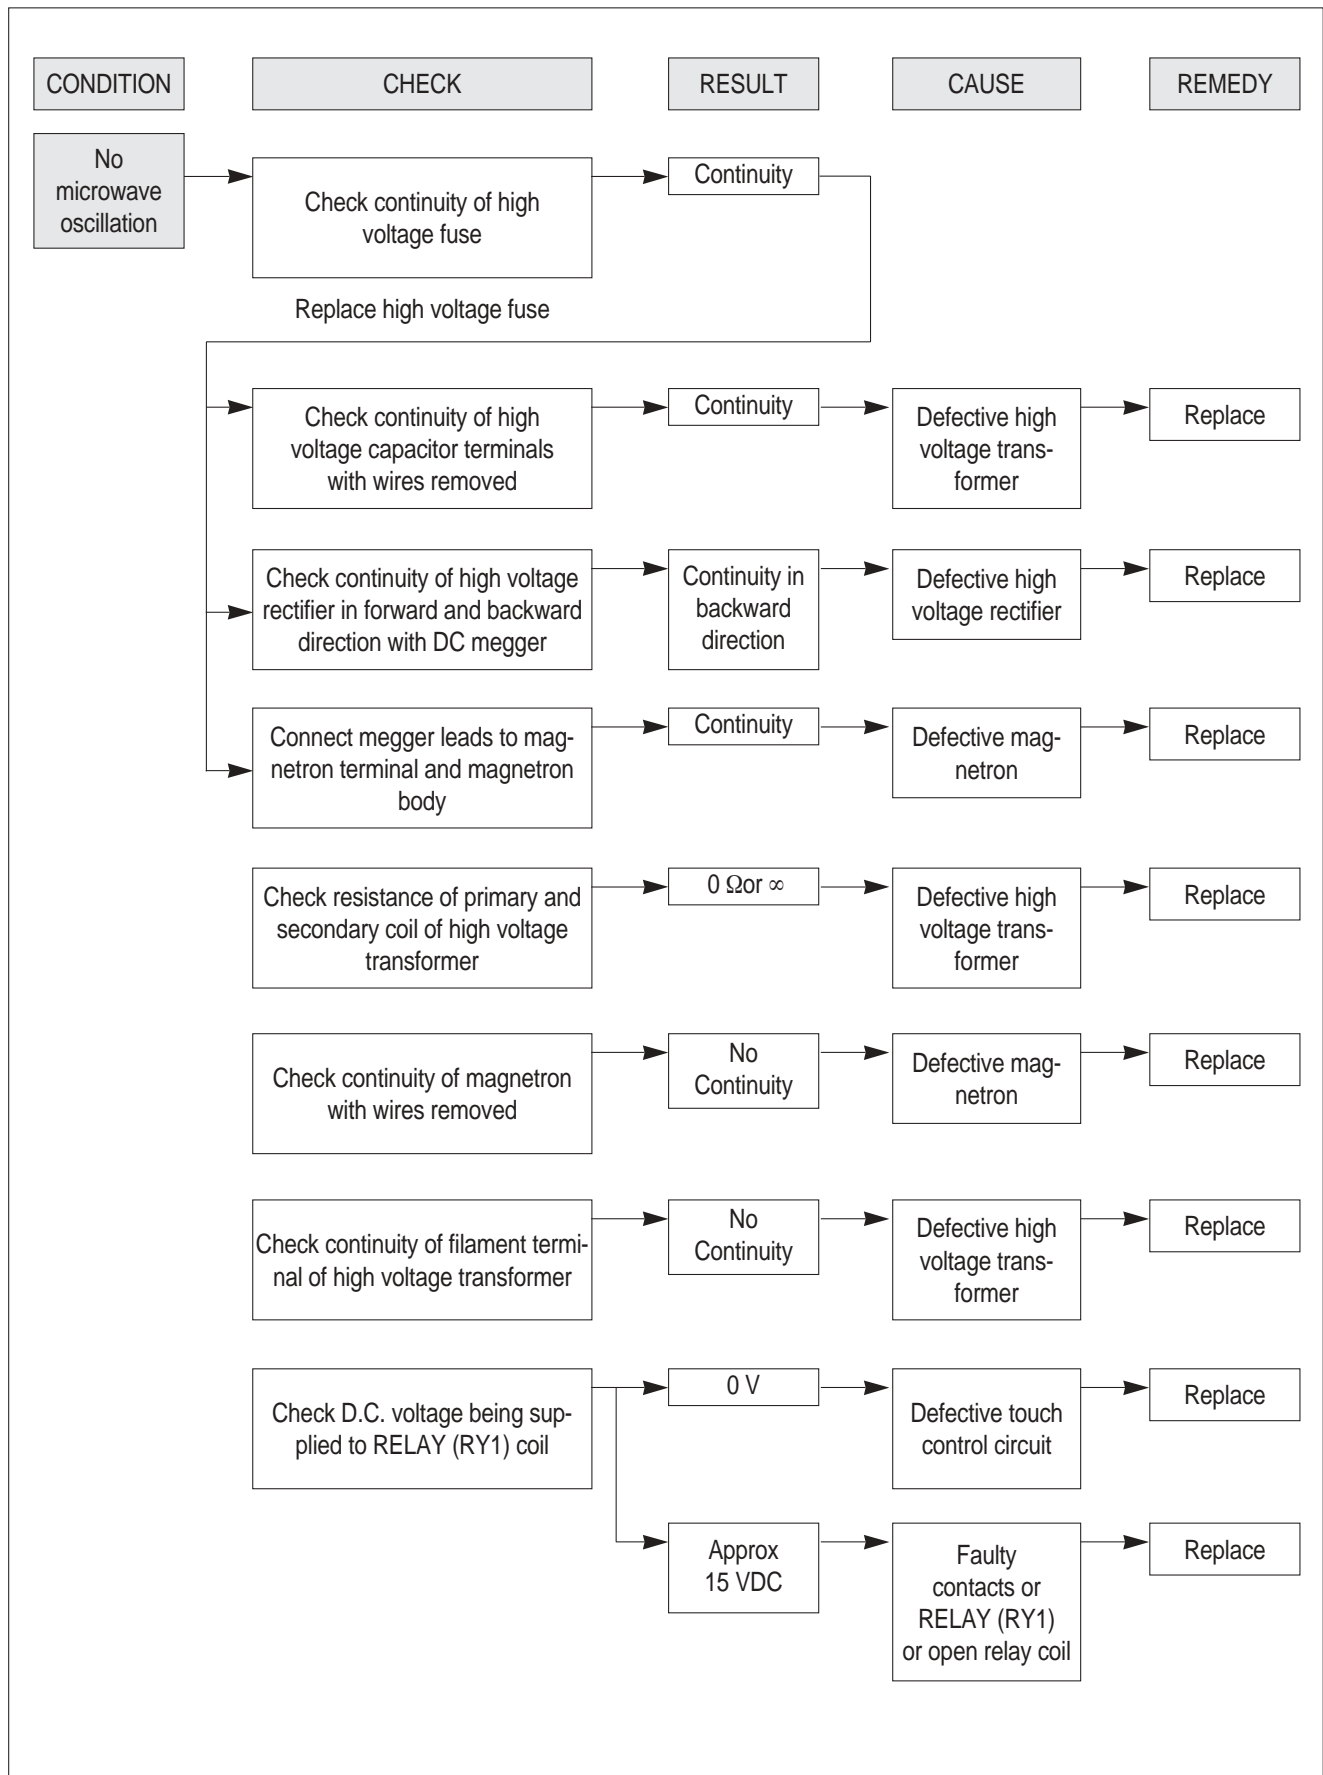 CONDITION
CHECK
RESULT
CAUSE
REMEDY
No
microwave
oscillation
Check continuity of high
voltage fuse
Continuity
Replace high voltage fuse
Check continuity of high
voltage capacitor terminals
with wires removed
Continuity
Defective high
voltage trans-
former
Replace
Check continuity of high voltage
rectifier in forward and backward
direction with DC megger
Continuity in
backward
direction
Defective high
voltage rectifier
Replace
Connect megger leads to mag-
netron terminal and magnetron
body
Continuity
Defective mag-
netron
Replace
Check resistance of primary and
secondary coil of high voltage
transformer
0 Ωor ∞
Defective high
voltage trans-
former
Replace
Check continuity of magnetron
with wires removed
No
Continuity
Defective mag-
netron
Replace
Check continuity of filament termi-
nal of high voltage transformer
No
Continuity
Defective high
voltage trans-
former
Replace
Check D.C. voltage being sup-
plied to RELAY (RY1) coil
0 V
Defective touch
control circuit
Replace
Approx
15 VDC
Faulty
contacts or
RELAY (RY1)
or open relay coil
Replace